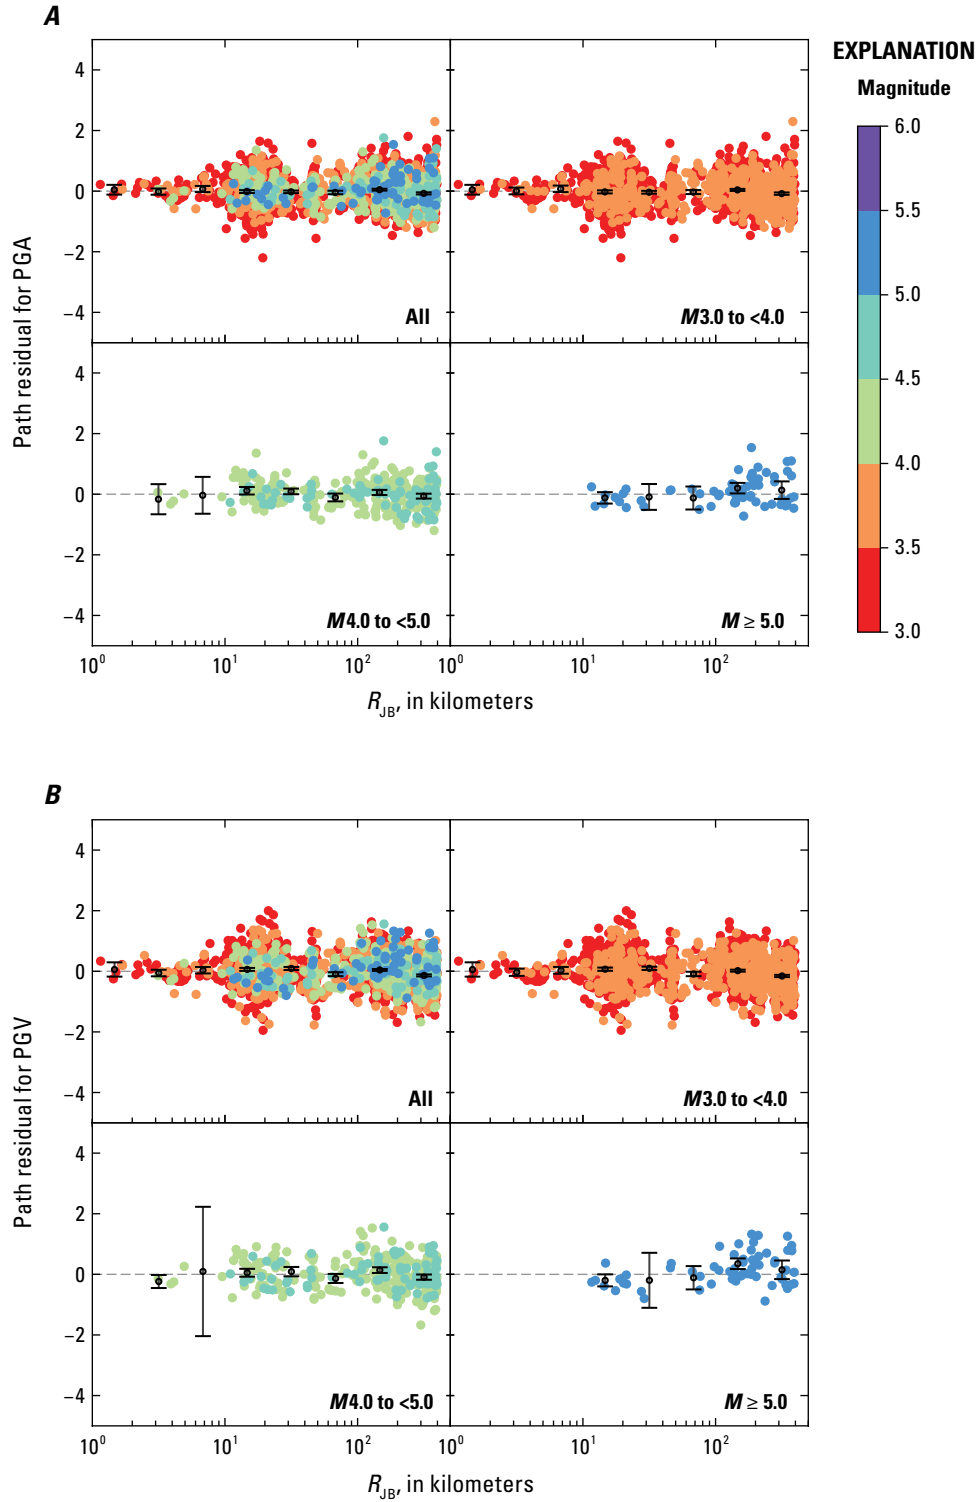 A
EXPLANATION
Magnitude
6.0
5.5
5.0
4.5
4.0
3.5
3.0
Path residual for PGA
4
2
0
−2
−4
All
M3.0 to <4.0
4
2
0
−2
−4
M4.0 to <5.0
M ≥ 5.0
10⁰ 10¹ 10² 10⁰ 10¹ 10²
R_JB, in kilometers
B
Path residual for PGV
4
2
0
−2
−4
All
M3.0 to <4.0
4
2
0
−2
−4
M4.0 to <5.0
M ≥ 5.0
10⁰ 10¹ 10² 10⁰ 10¹ 10²
R_JB, in kilometers